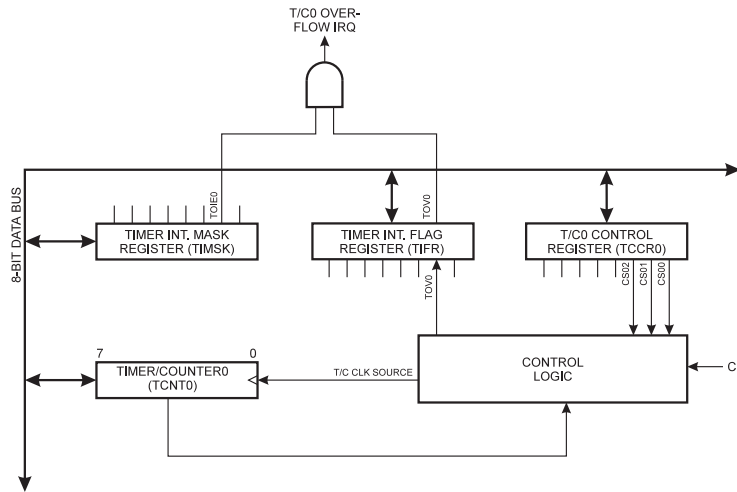 T/C0 OVER-
FLOW IRQ
8-BIT DATA BUS
TOIE0
TOV0
TIMER INT. MASK
REGISTER (TIMSK)
TIMER INT. FLAG
REGISTER (TIFR)
T/C0 CONTROL
REGISTER (TCCR0)
TOV0
CS02
CS01
CS00
7
0
TIMER/COUNTER0
(TCNT0)
T/C CLK SOURCE
CONTROL
LOGIC